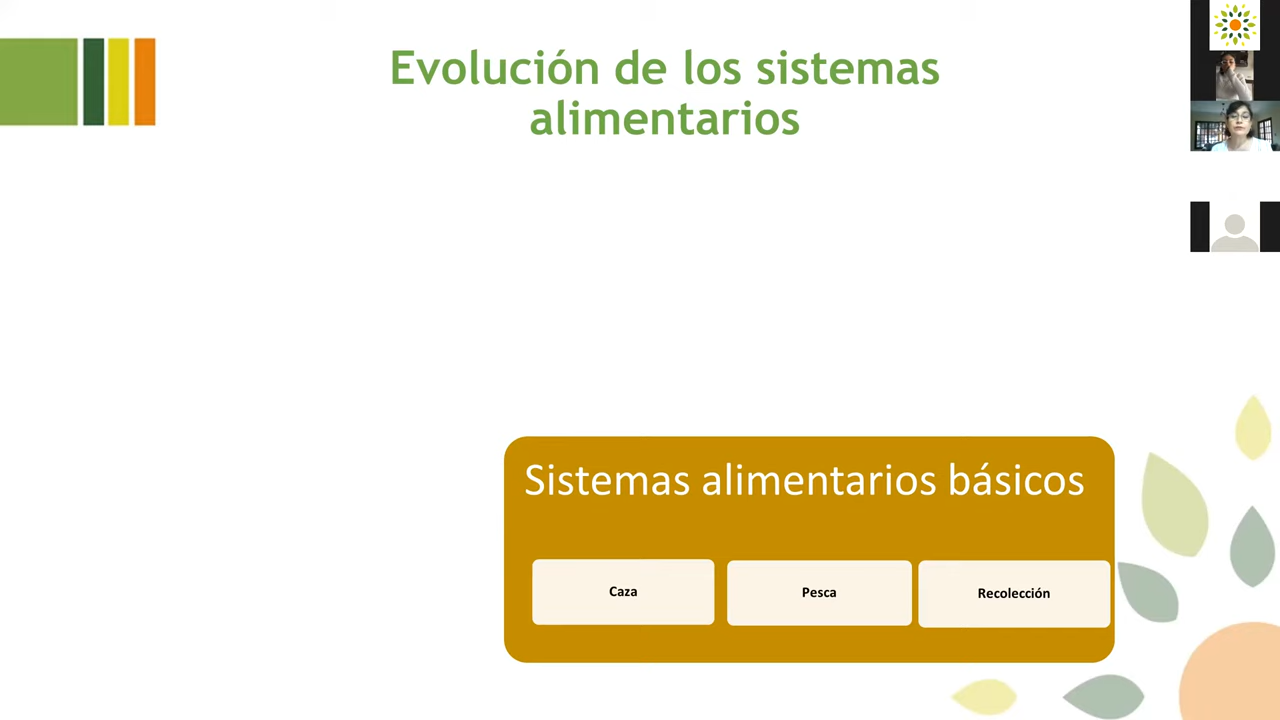 Evolución de los sistemas
alimentarios
Sistemas alimentarios básicos
Caza
Pesca
Recolección